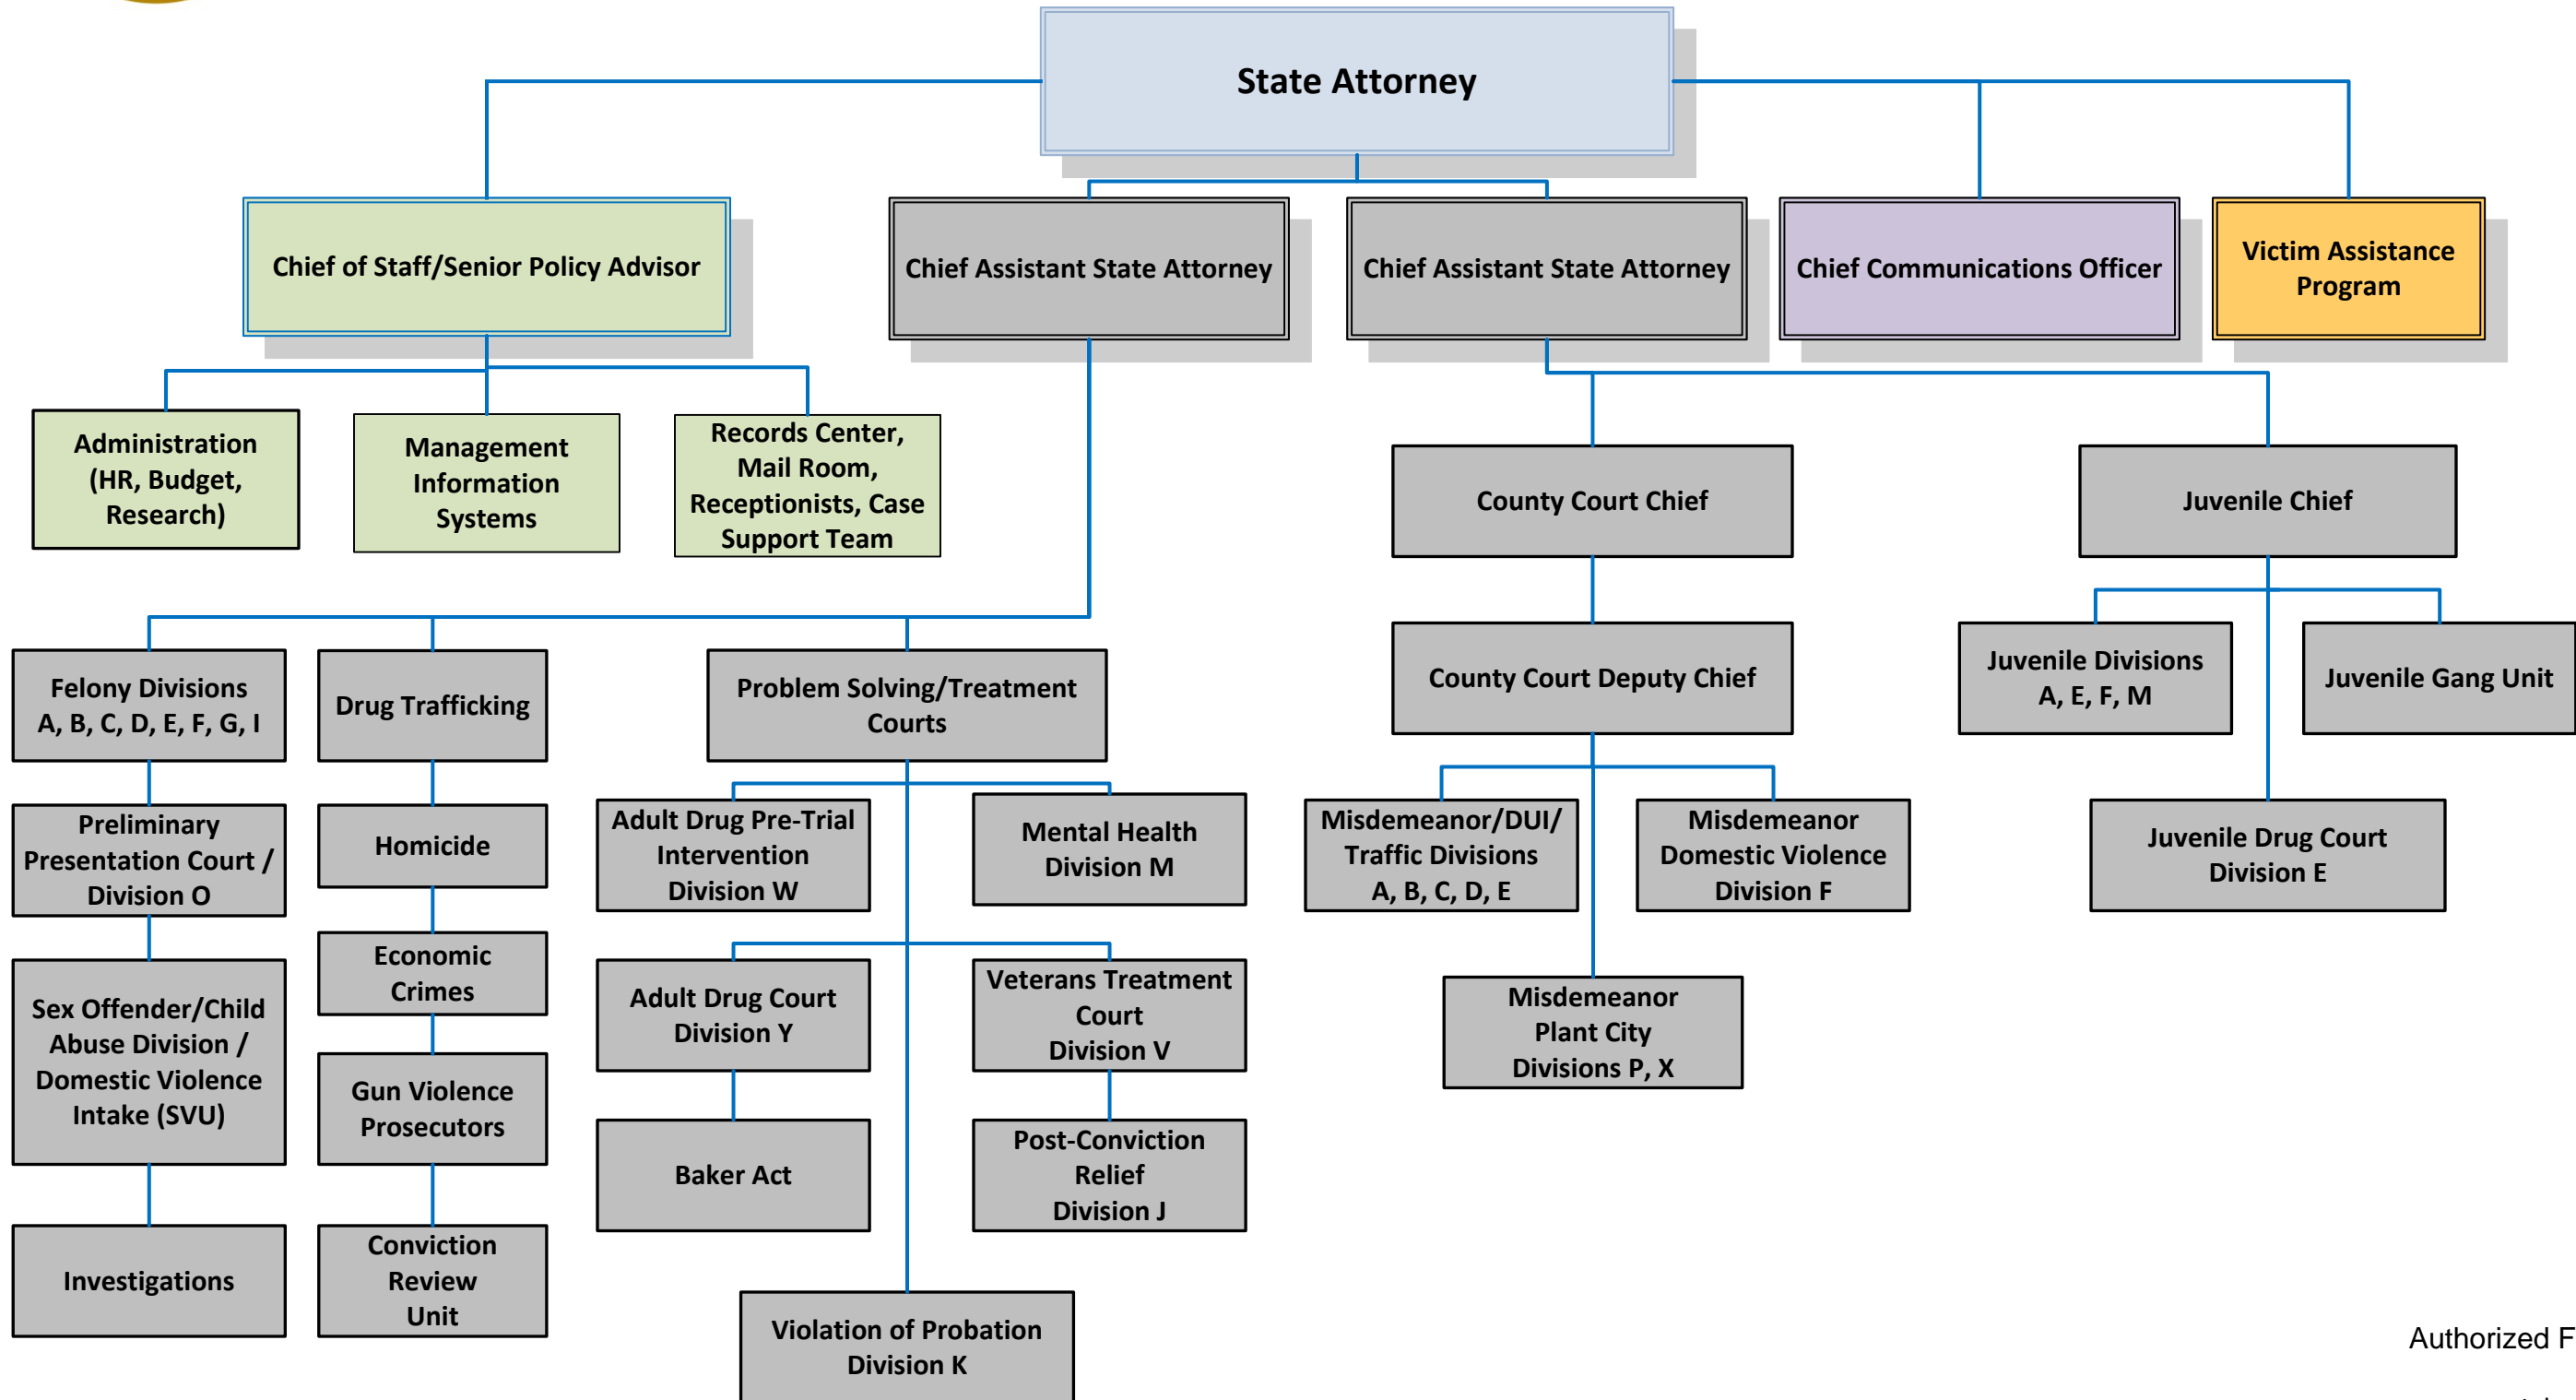 State Attorney
Chief of Staff/Senior Policy Advisor
Chief Assistant State Attorney
Chief Assistant State Attorney
Chief Communications Officer
Victim Assistance
Program
Administration
(HR, Budget,
Research)
Management
Information
Systems
Records Center,
Mail Room,
Receptionists, Case
Support Team
County Court Chief
Juvenile Chief
Felony Divisions
A, B, C, D, E, F, G, I
Drug Trafficking
Problem Solving/Treatment
Courts
County Court Deputy Chief
Juvenile Divisions
A, E, F, M
Juvenile Gang Unit
Preliminary
Presentation Court /
Division O
Homicide
Adult Drug Pre-Trial
Intervention
Division W
Mental Health
Division M
Misdemeanor/DUI/
Traffic Divisions
A, B, C, D, E
Misdemeanor
Domestic Violence
Division F
Juvenile Drug Court
Division E
Sex Offender/Child
Abuse Division /
Domestic Violence
Intake (SVU)
Economic
Crimes
Adult Drug Court
Division Y
Veterans Treatment
Court
Division V
Misdemeanor
Plant City
Divisions P, X
Gun Violence
Prosecutors
Baker Act
Post-Conviction
Relief
Division J
Investigations
Conviction
Review
Unit
Violation of Probation
Division K
Authorized F